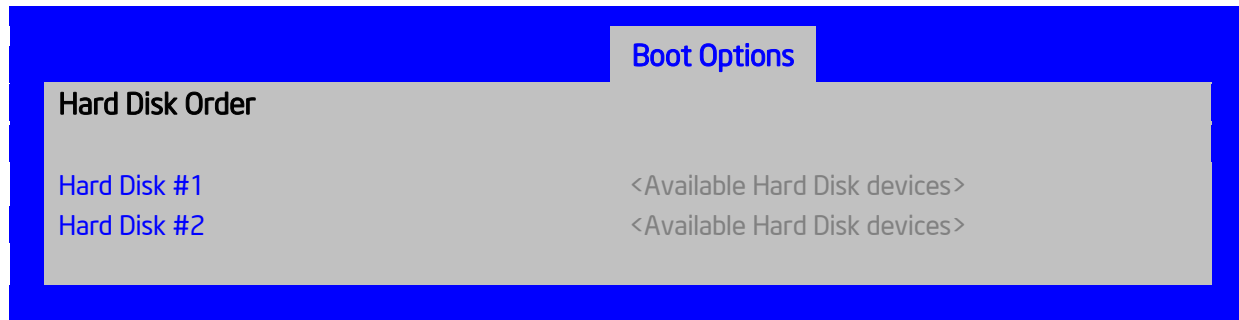 Boot Options
Hard Disk Order
Hard Disk #1 <Available Hard Disk devices>
Hard Disk #2 <Available Hard Disk devices>